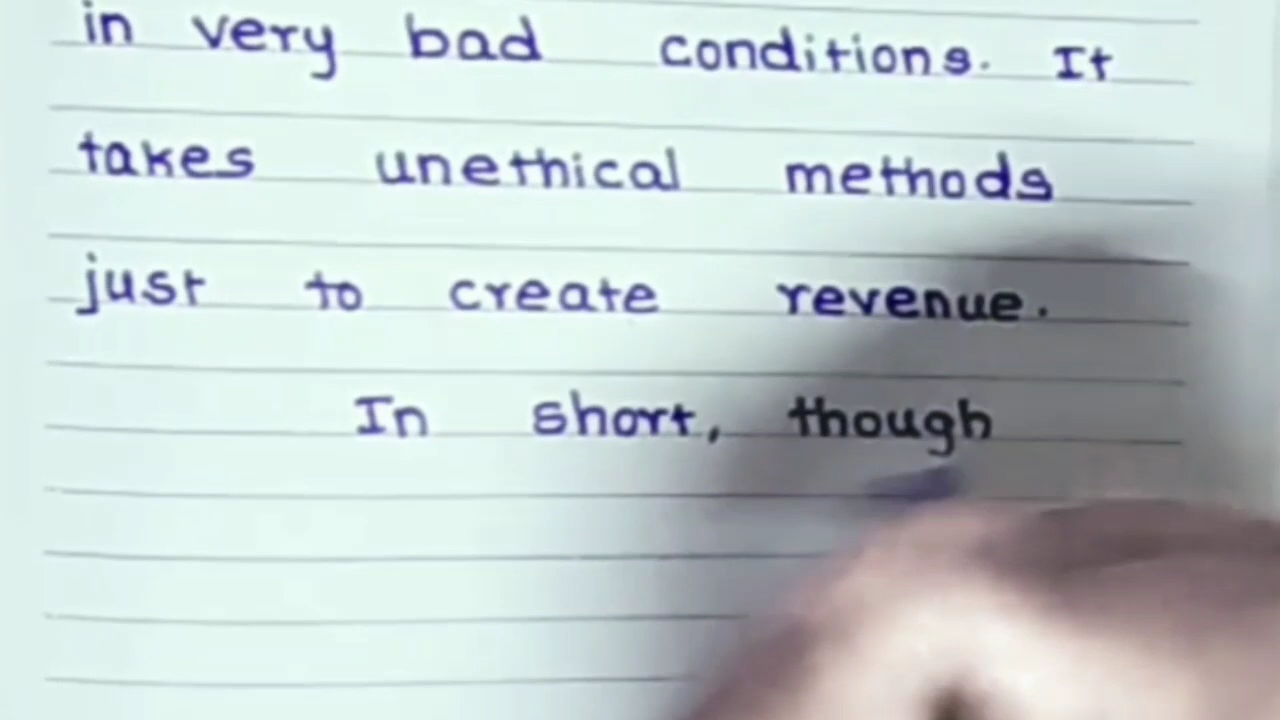 in very bad conditions. It
takes unethical methods
just to create revenue.
In short, though